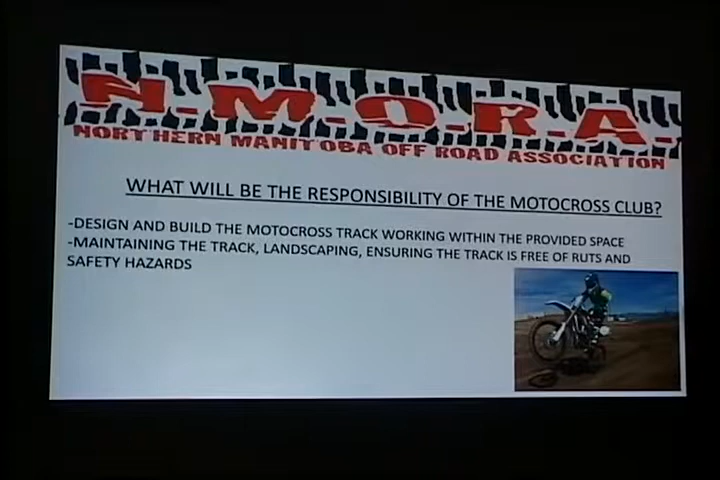 N.M.O.R.A.
NORTHERN MANITOBA OFF ROAD ASSOCIATION
WHAT WILL BE THE RESPONSIBILITY OF THE MOTOCROSS CLUB?
-DESIGN AND BUILD THE MOTOCROSS TRACK WORKING WITHIN THE PROVIDED SPACE
-MAINTAINING THE TRACK, LANDSCAPING, ENSURING THE TRACK IS FREE OF RUTS AND
SAFETY HAZARDS